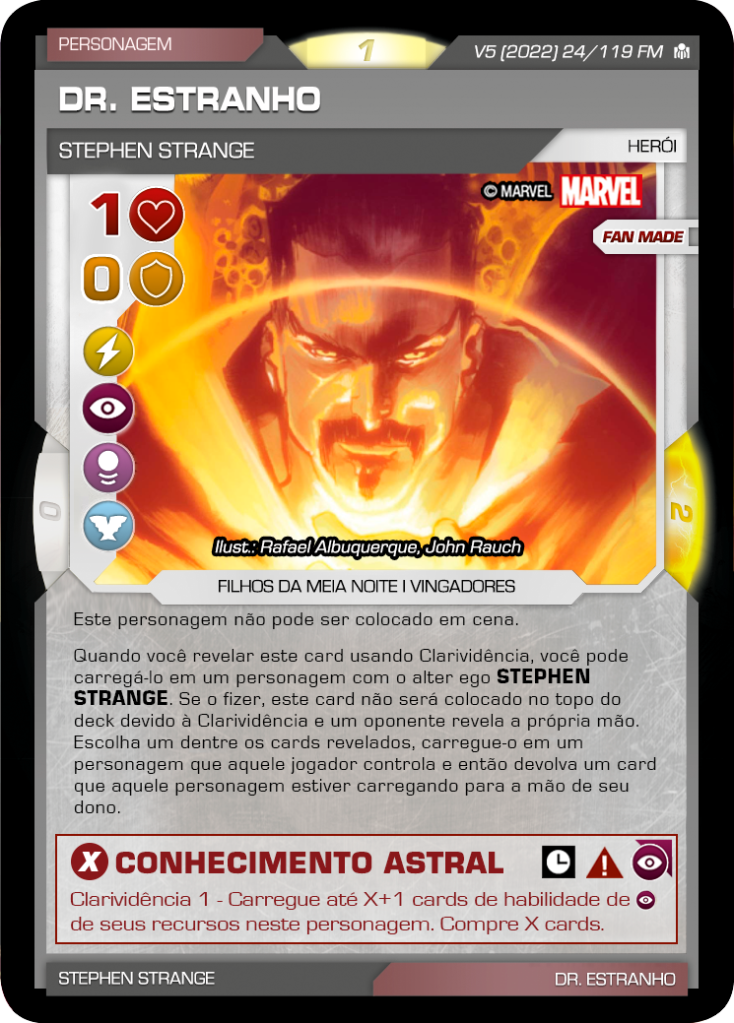 PERSONAGEM
1
V5 (2022) 24/119 FM
DR. ESTRANHO
STEPHEN STRANGE
HERÓI
© MARVEL MARVEL
1
FAN MADE
0
0
2
Ilust.: Rafael Albuquerque, John Rauch
FILHOS DA MEIA NOITE I VINGADORES
Este personagem não pode ser colocado em cena.
Quando você revelar este card usando Clarividência, você pode
carregá-lo em um personagem com o alter ego STEPHEN
STRANGE. Se o fizer, este card não será colocado no topo do
deck devido à Clarividência e um oponente revela a própria mão.
Escolha um dentre os cards revelados, carregue-o em um
personagem que aquele jogador controla e então devolva um card
que aquele personagem estiver carregando para a mão de seu
dono.
X CONHECIMENTO ASTRAL
Clarividência 1 - Carregue até X+1 cards de habilidade de
de seus recursos neste personagem. Compre X cards.
STEPHEN STRANGE
DR. ESTRANHO